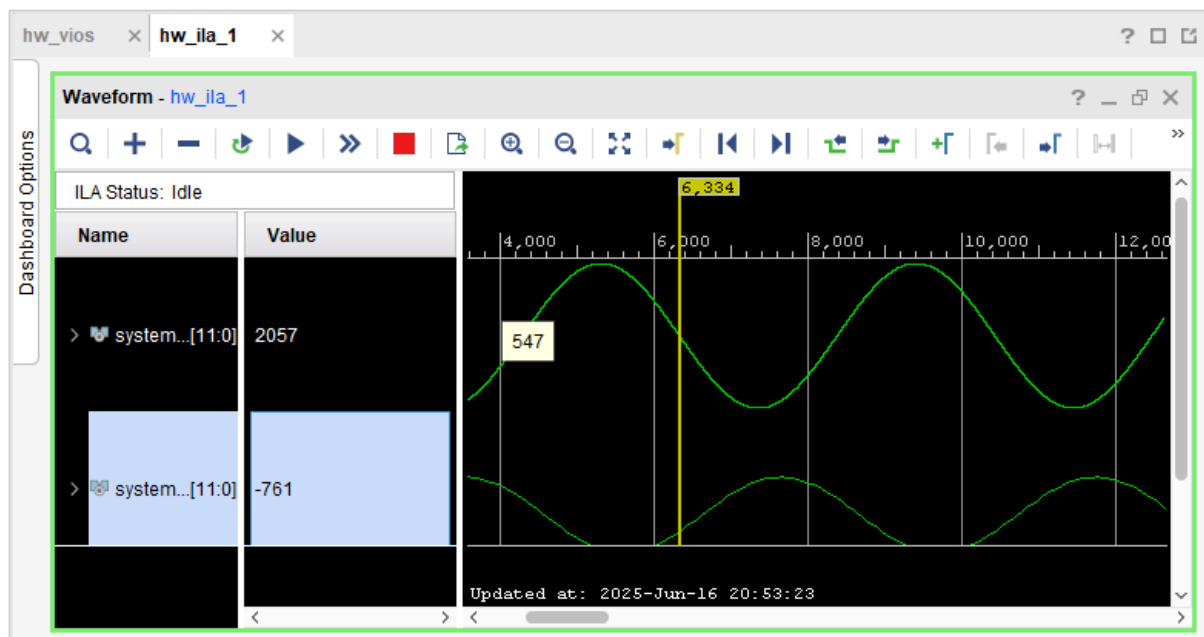 hw_vios × hw_ila_1 ×
?
Dashboard Options
Waveform - hw_ila_1
?
ILA Status: Idle
6,334
Name Value
4,000 6,000 8,000 10,000 12,00
system...[11:0] 2057
547
system...[11:0] -761
Updated at: 2025-Jun-16 20:53:23